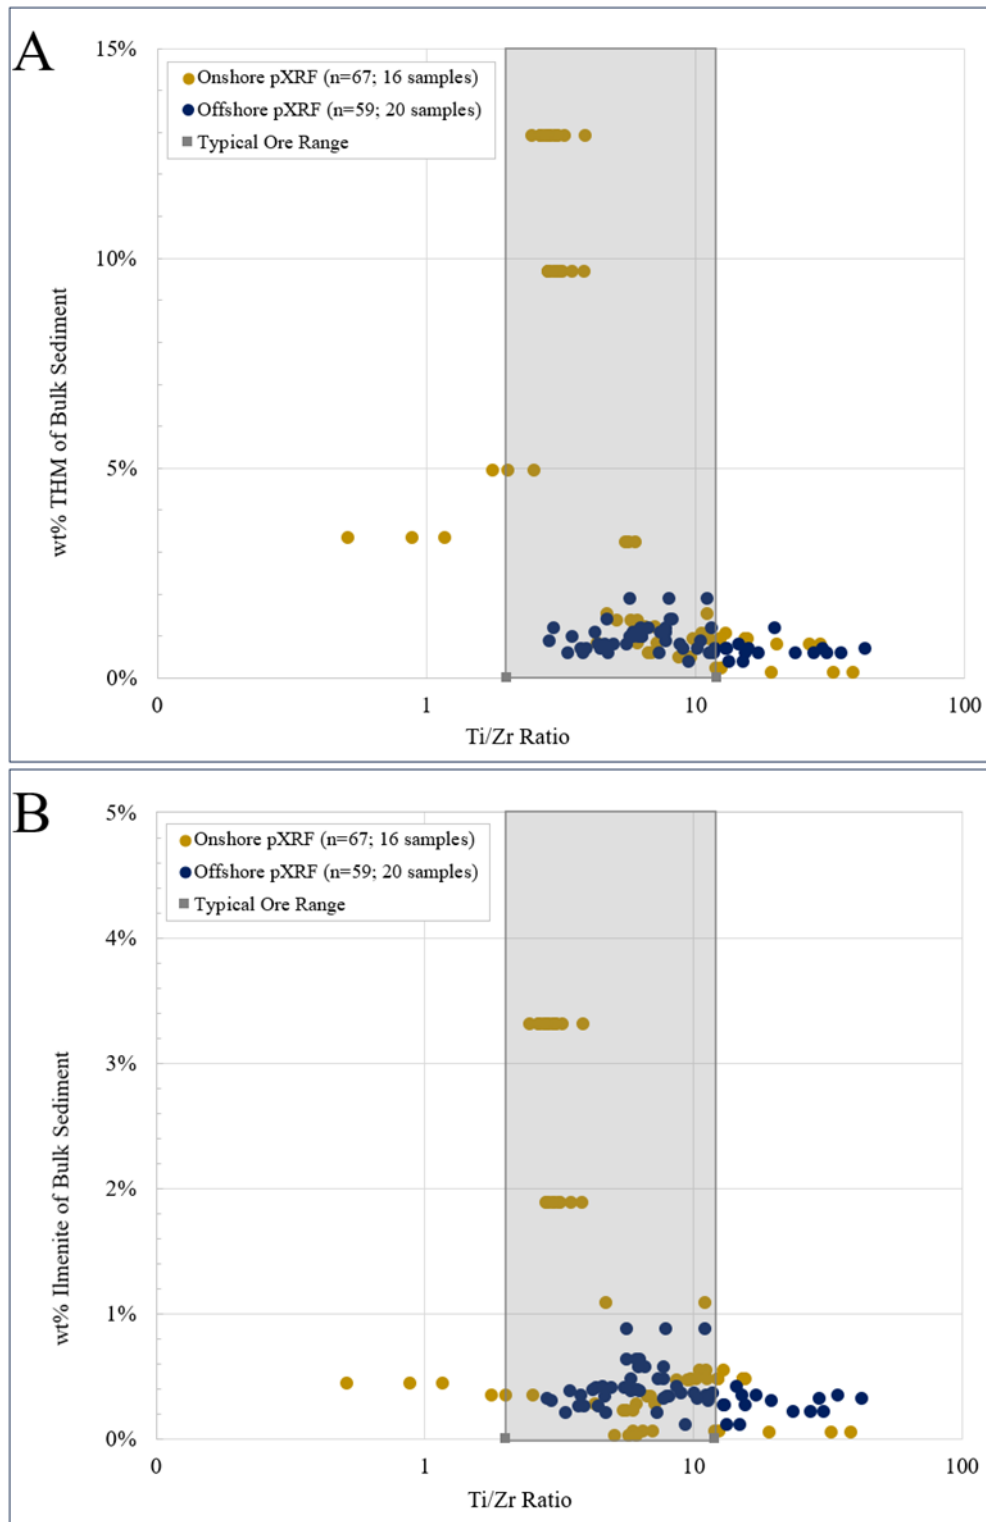 A
15%
Onshore pXRF (n=67; 16 samples)
Offshore pXRF (n=59; 20 samples)
Typical Ore Range
10%
wt% THM of Bulk Sediment
5%
0%
0 1 10 100
Ti/Zr Ratio
B
5%
Onshore pXRF (n=67; 16 samples)
Offshore pXRF (n=59; 20 samples)
Typical Ore Range
4%
3%
wt% Ilmenite of Bulk Sediment
2%
1%
0%
0 1 10 100
Ti/Zr Ratio